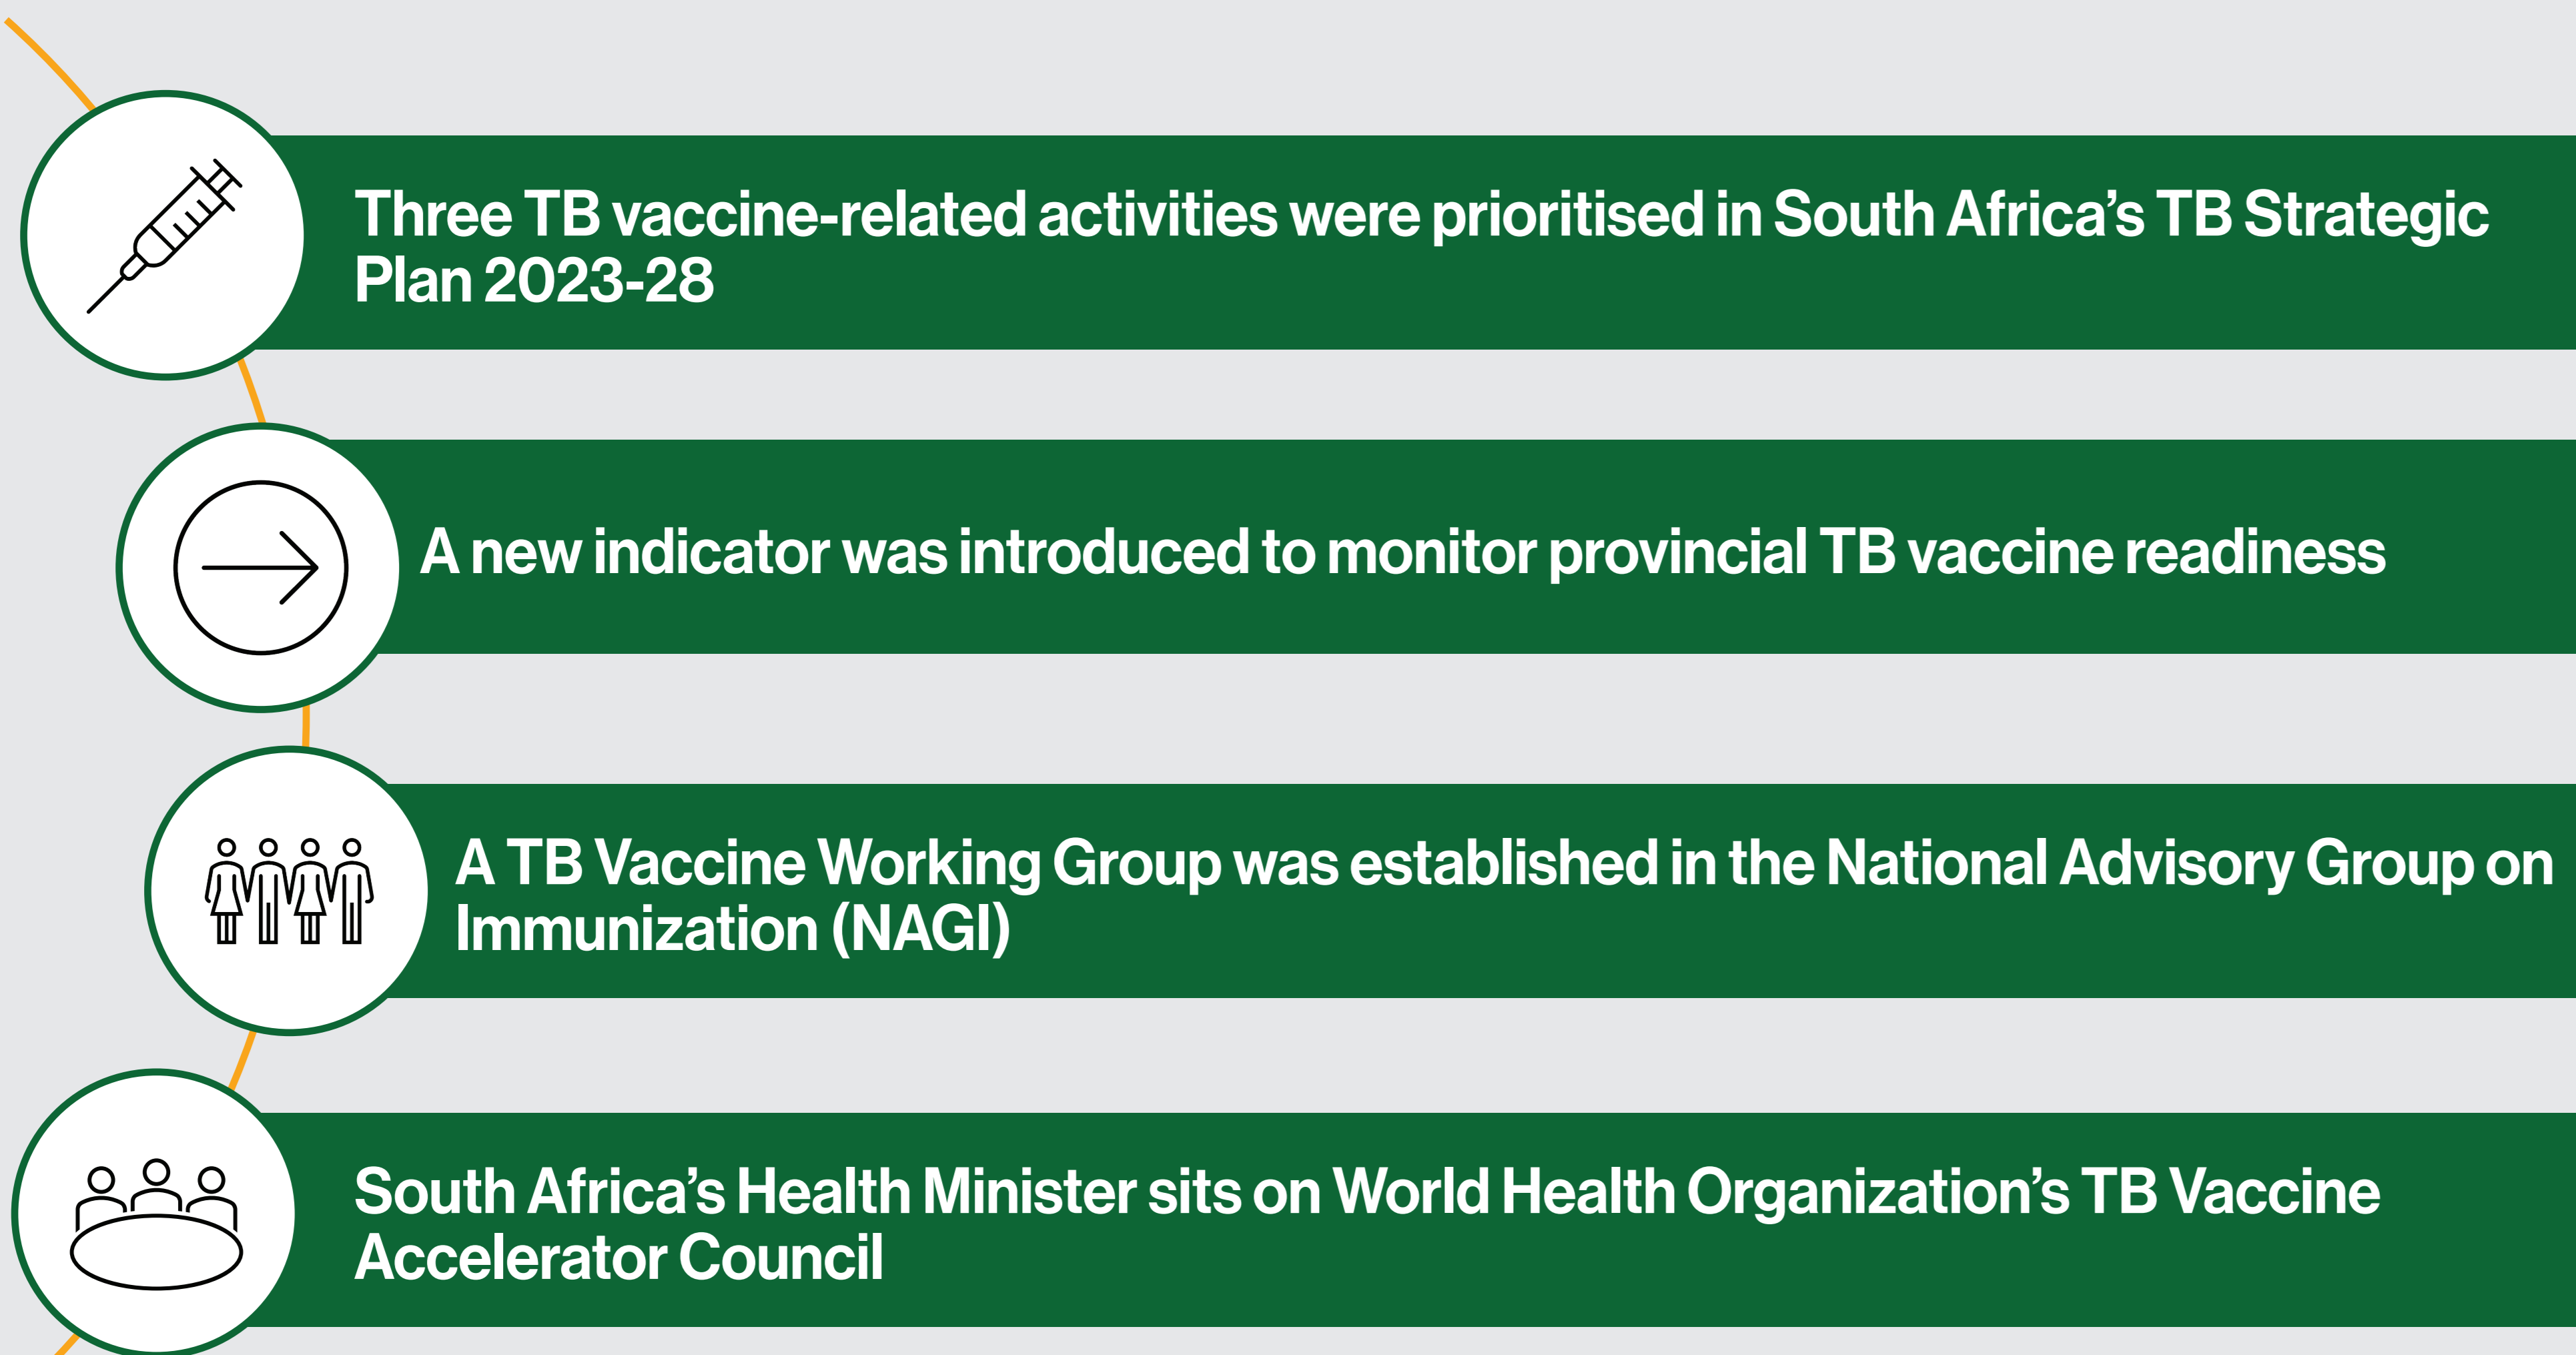 Three TB vaccine-related activities were prioritised in South Africa’s TB Strategic
Plan 2023-28
A new indicator was introduced to monitor provincial TB vaccine readiness
A TB Vaccine Working Group was established in the National Advisory Group on
Immunization (NAGI)
South Africa’s Health Minister sits on World Health Organization’s TB Vaccine
Accelerator Council